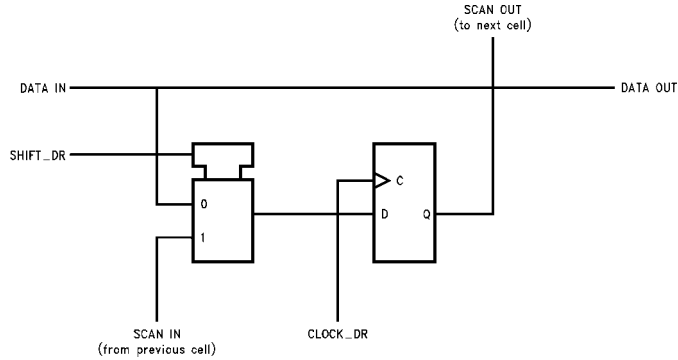 SCAN OUT
(to next cell)
DATA IN
DATA OUT
SHIFT_DR
C
0
D
Q
1
SCAN IN
(from previous cell)
CLOCK_DR